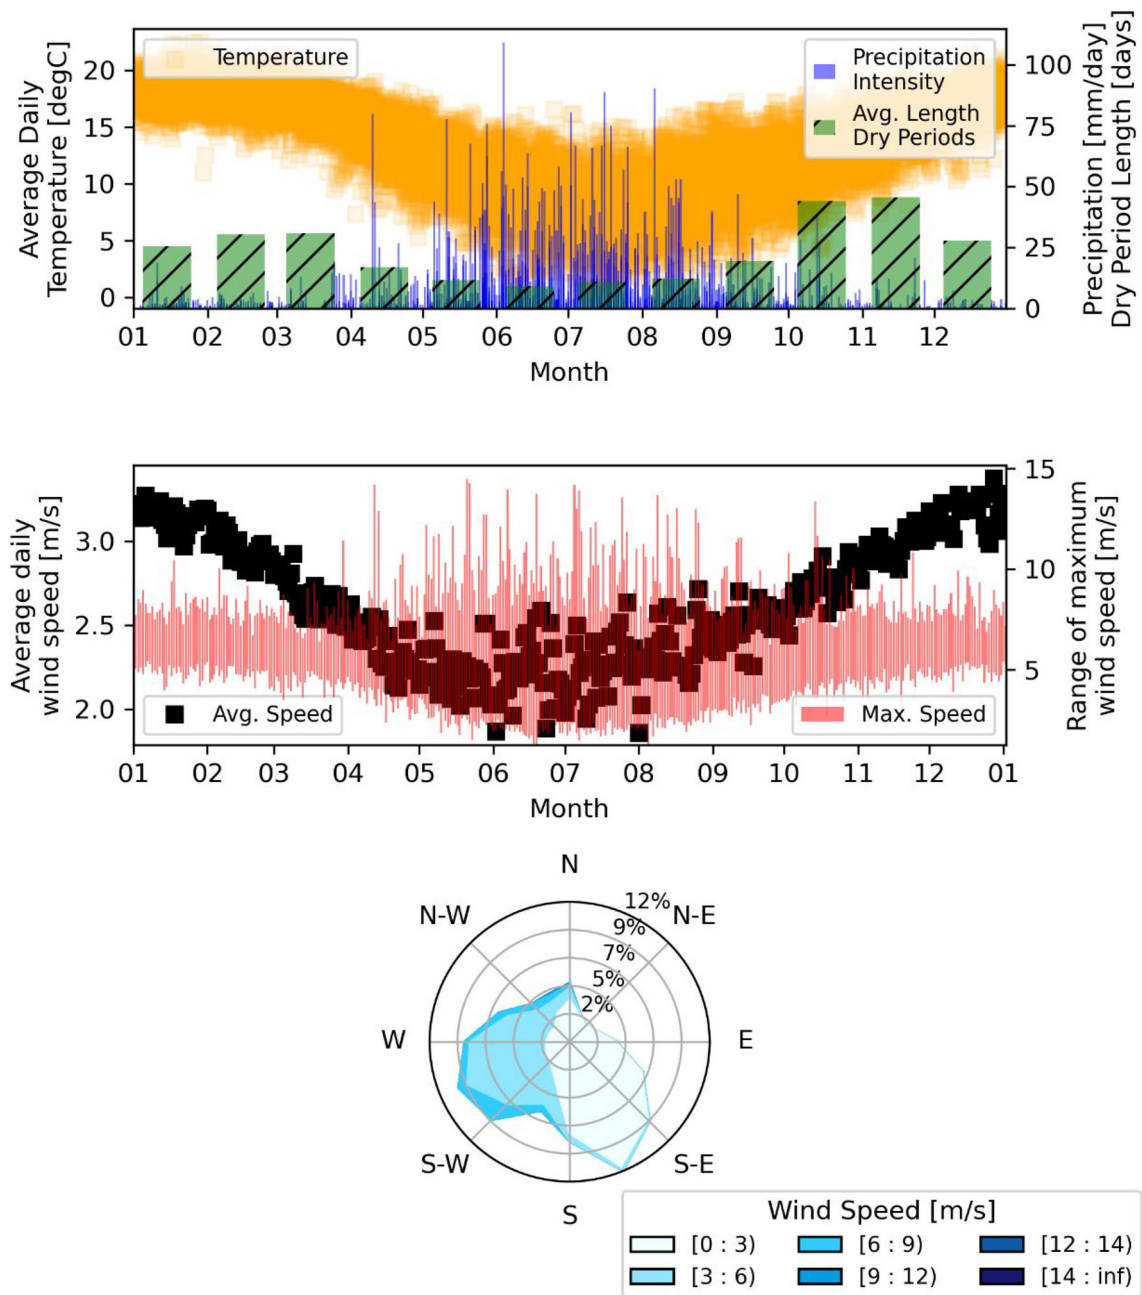 Average Daily
Temperature [degC]
20
15
10
5
0
Temperature
Precipitation
Intensity
Avg. Length
Dry Periods
100
75
50
25
0
Precipitation [mm/day]
Dry Period Length [days]
01 02 03 04 05 06 07 08 09 10 11 12
Month
Average daily
wind speed [m/s]
3.0
2.5
2.0
Avg. Speed
Max. Speed
15
10
5
Range of maximum
wind speed [m/s]
01 02 03 04 05 06 07 08 09 10 11 12 01
Month
N
N-W
N-E
12%
9%
7%
5%
2%
W
E
S-W
S-E
S
Wind Speed [m/s]
[0 : 3) [6 : 9) [12 : 14)
[3 : 6) [9 : 12) [14 : inf)